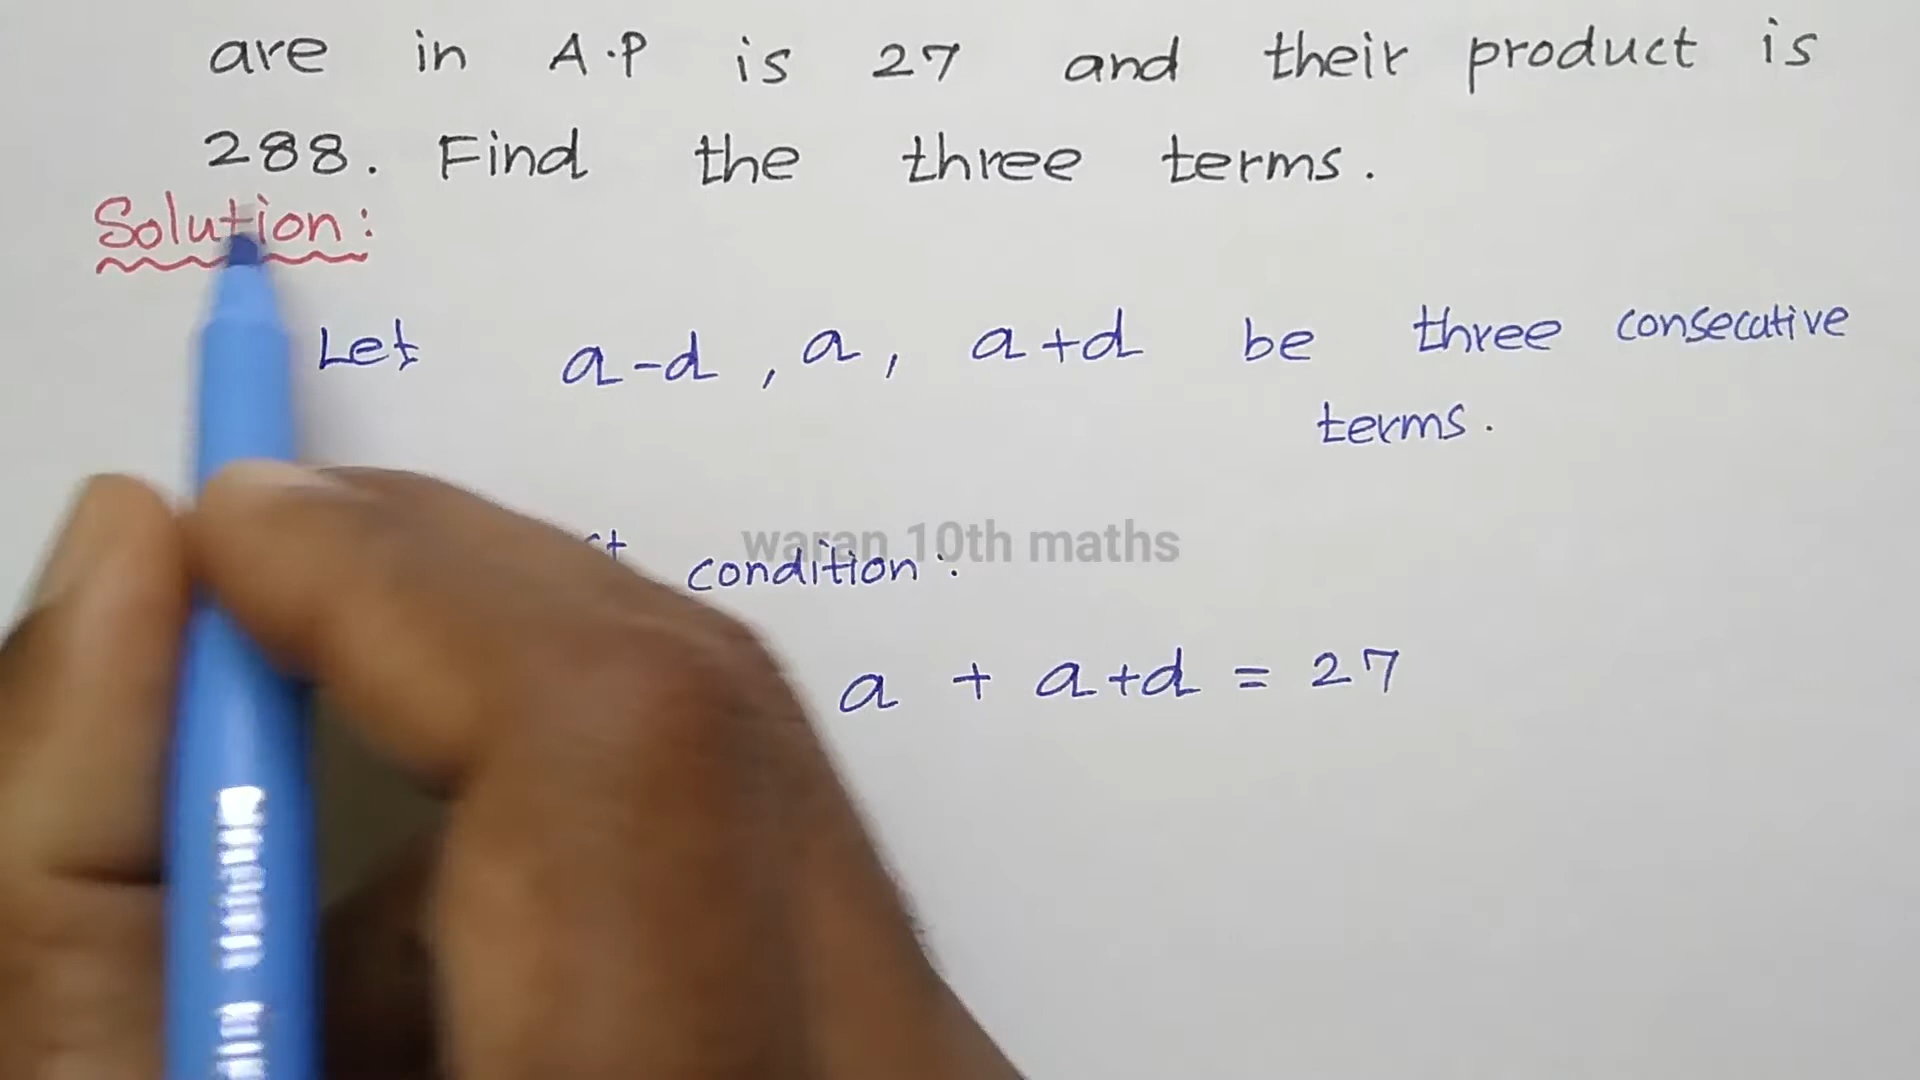 are in A.P is 27 and their product is
288. Find the three terms.
Solution:
Let a-d, a, a+d be three consecutive
terms.
waran 10th maths
condition:
a + a+d = 27